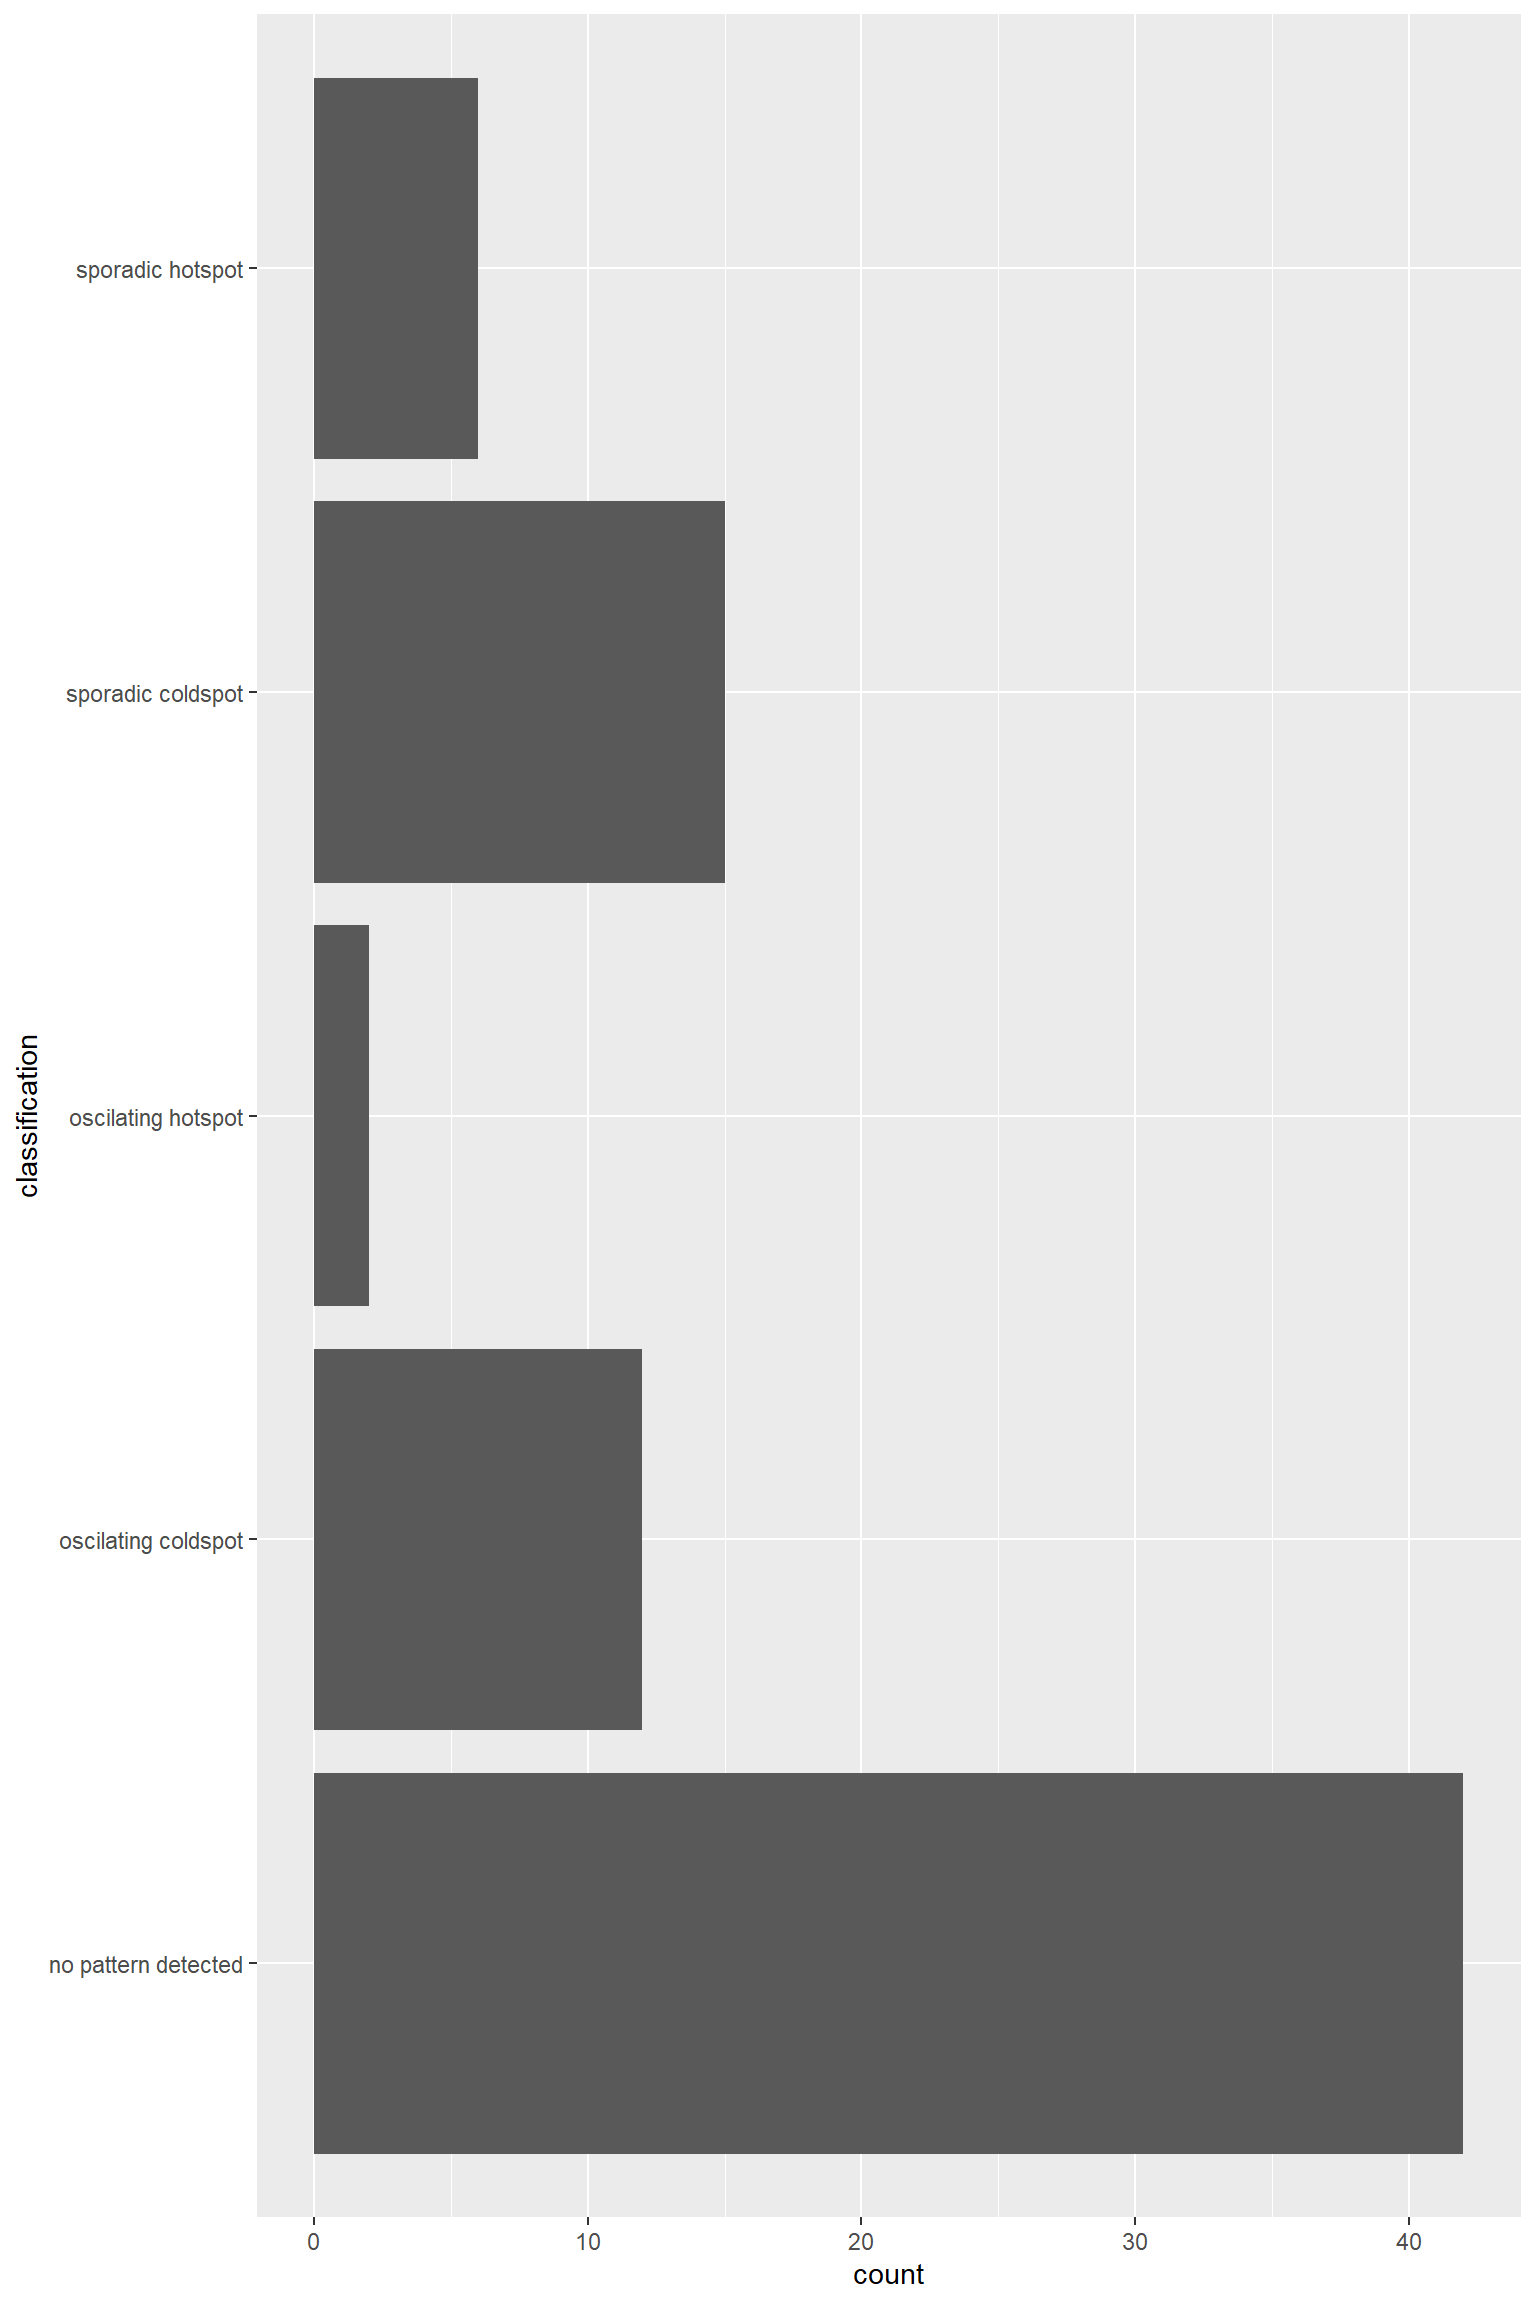 sporadic hotspot
sporadic coldspot
oscilating hotspot
oscilating coldspot
no pattern detected
classification
0 10 20 30 40
count